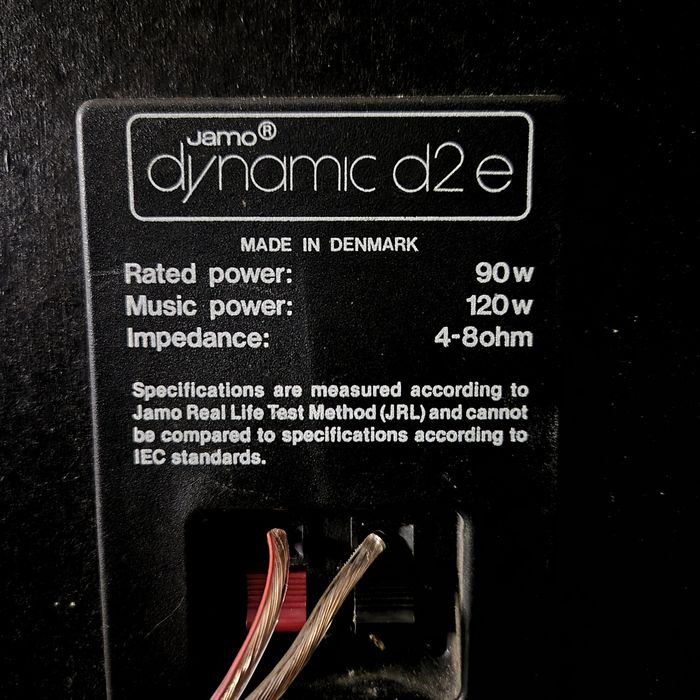 Jamo®
dynamic d2e
MADE IN DENMARK
Rated power: 90w
Music power: 120w
Impedance: 4-8ohm
Specifications are measured according to
Jamo Real Life Test Method (JRL) and cannot
be compared to specifications according to
IEC standards.